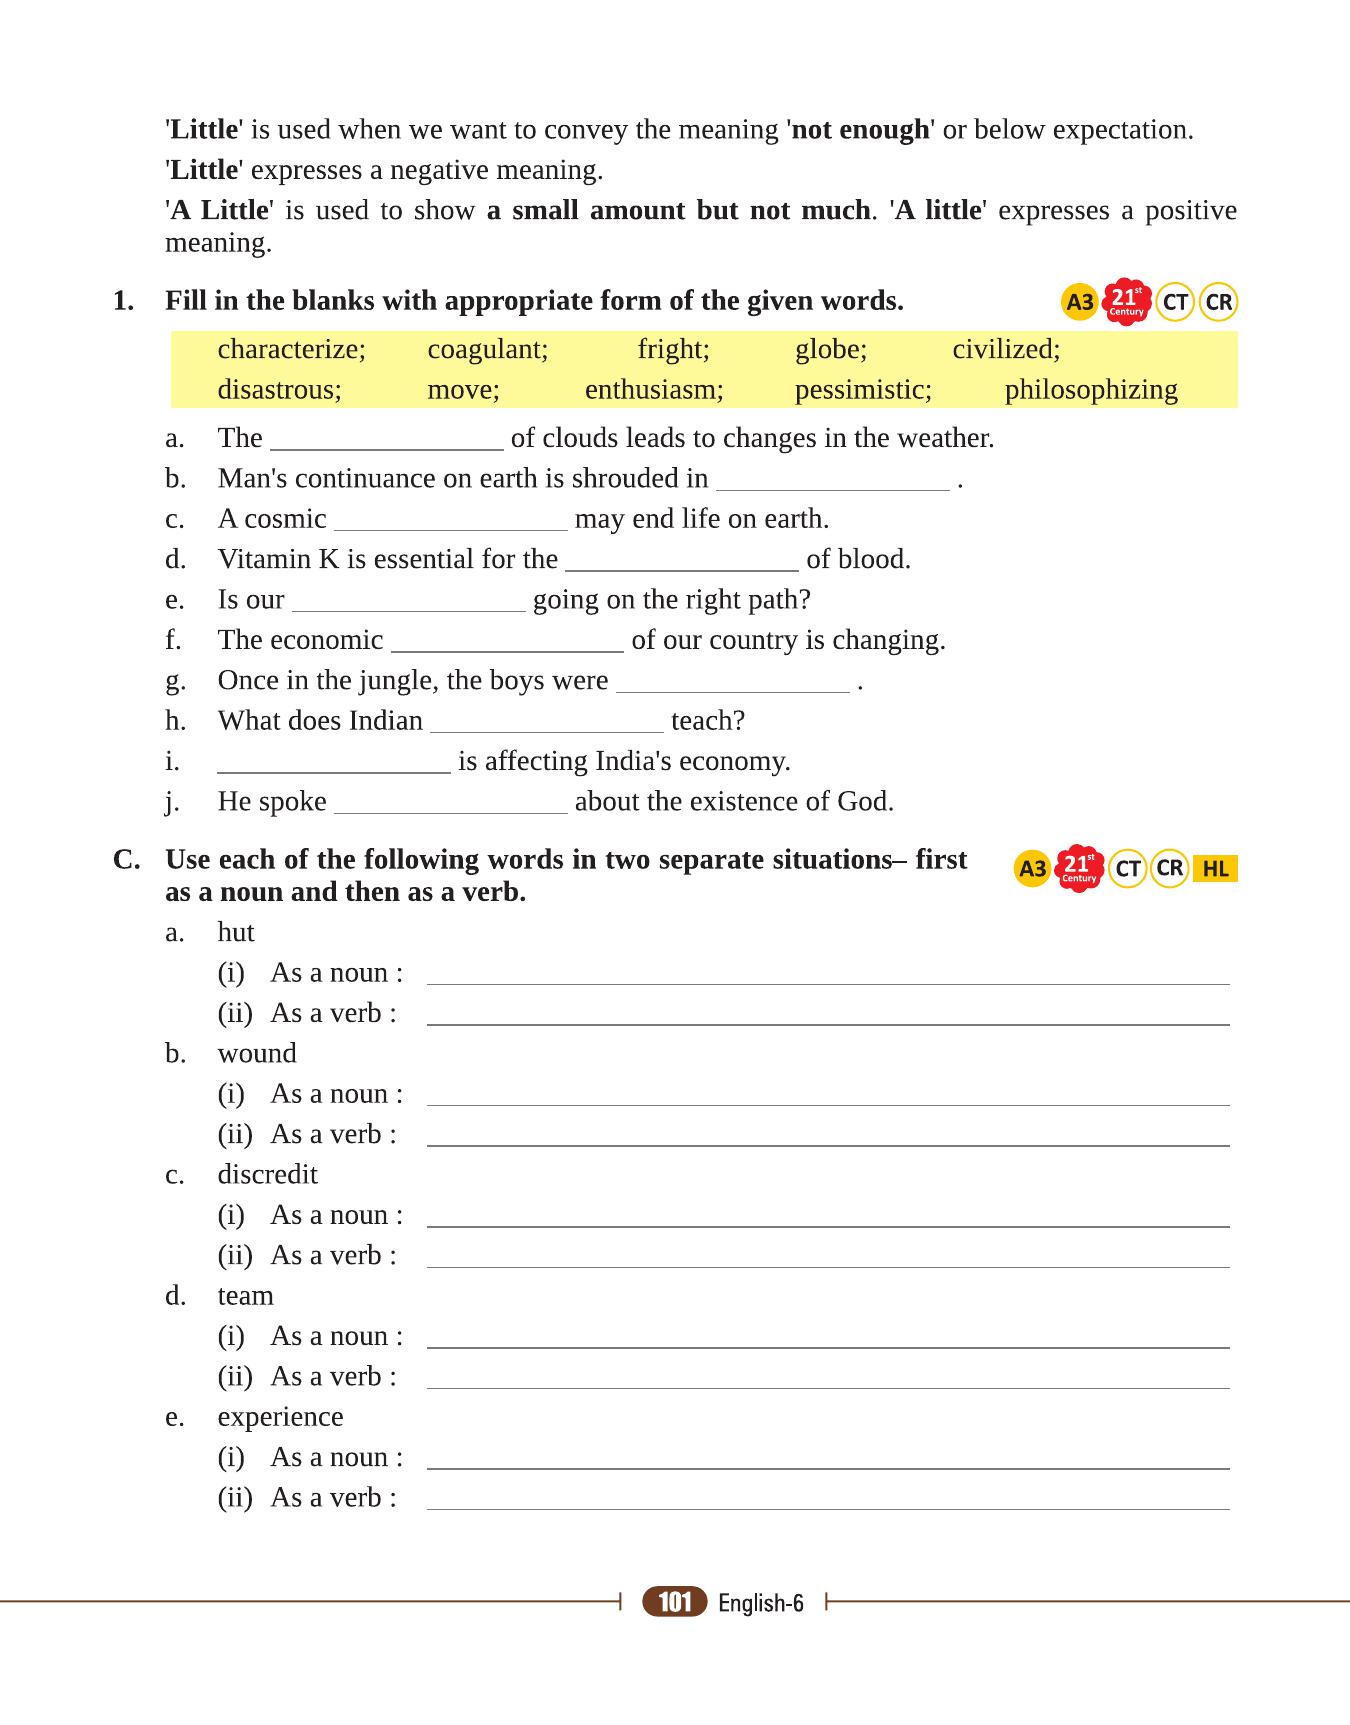 'Little' is used when we want to convey the meaning 'not enough' or below expectation.
'Little' expresses a negative meaning.
'A Little' is used to show a small amount but not much. 'A little' expresses a positive
meaning.
1. Fill in the blanks with appropriate form of the given words. A3 21st Century CT CR
characterize; coagulant; fright; globe; civilized;
disastrous; move; enthusiasm; pessimistic; philosophizing
a. The ________________ of clouds leads to changes in the weather.
b. Man's continuance on earth is shrouded in ________________ .
c. A cosmic ________________ may end life on earth.
d. Vitamin K is essential for the ________________ of blood.
e. Is our ________________ going on the right path?
f. The economic ________________ of our country is changing.
g. Once in the jungle, the boys were ________________ .
h. What does Indian ________________ teach?
i. ________________ is affecting India's economy.
j. He spoke ________________ about the existence of God.
C. Use each of the following words in two separate situations– first A3 21st Century CT CR HL
as a noun and then as a verb.
a. hut
(i) As a noun :
(ii) As a verb :
b. wound
(i) As a noun :
(ii) As a verb :
c. discredit
(i) As a noun :
(ii) As a verb :
d. team
(i) As a noun :
(ii) As a verb :
e. experience
(i) As a noun :
(ii) As a verb :
101 English-6